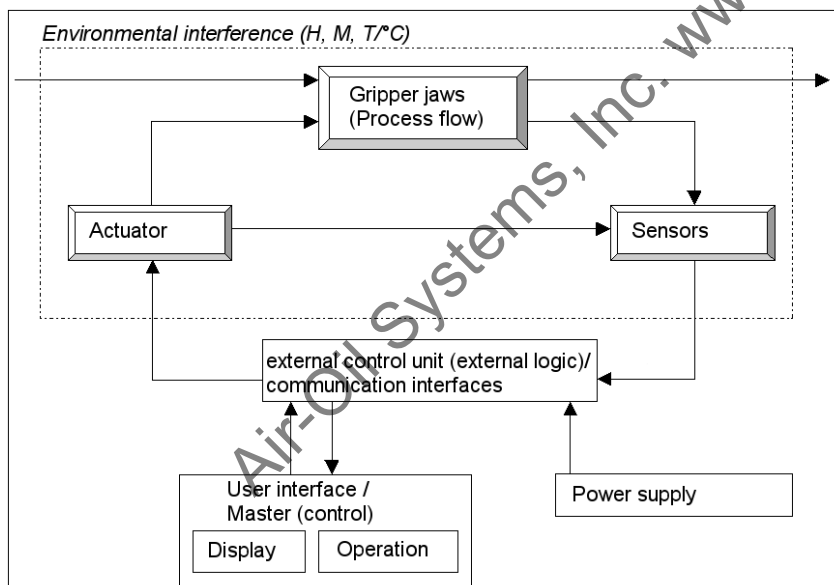 Environmental interference (H, M, T/°C)
Gripper jaws
(Process flow)
Actuator
Sensors
external control unit (external logic)/
communication interfaces
User interface /
Master (control)
Display
Operation
Power supply
Air-Oil Systems, Inc. ww